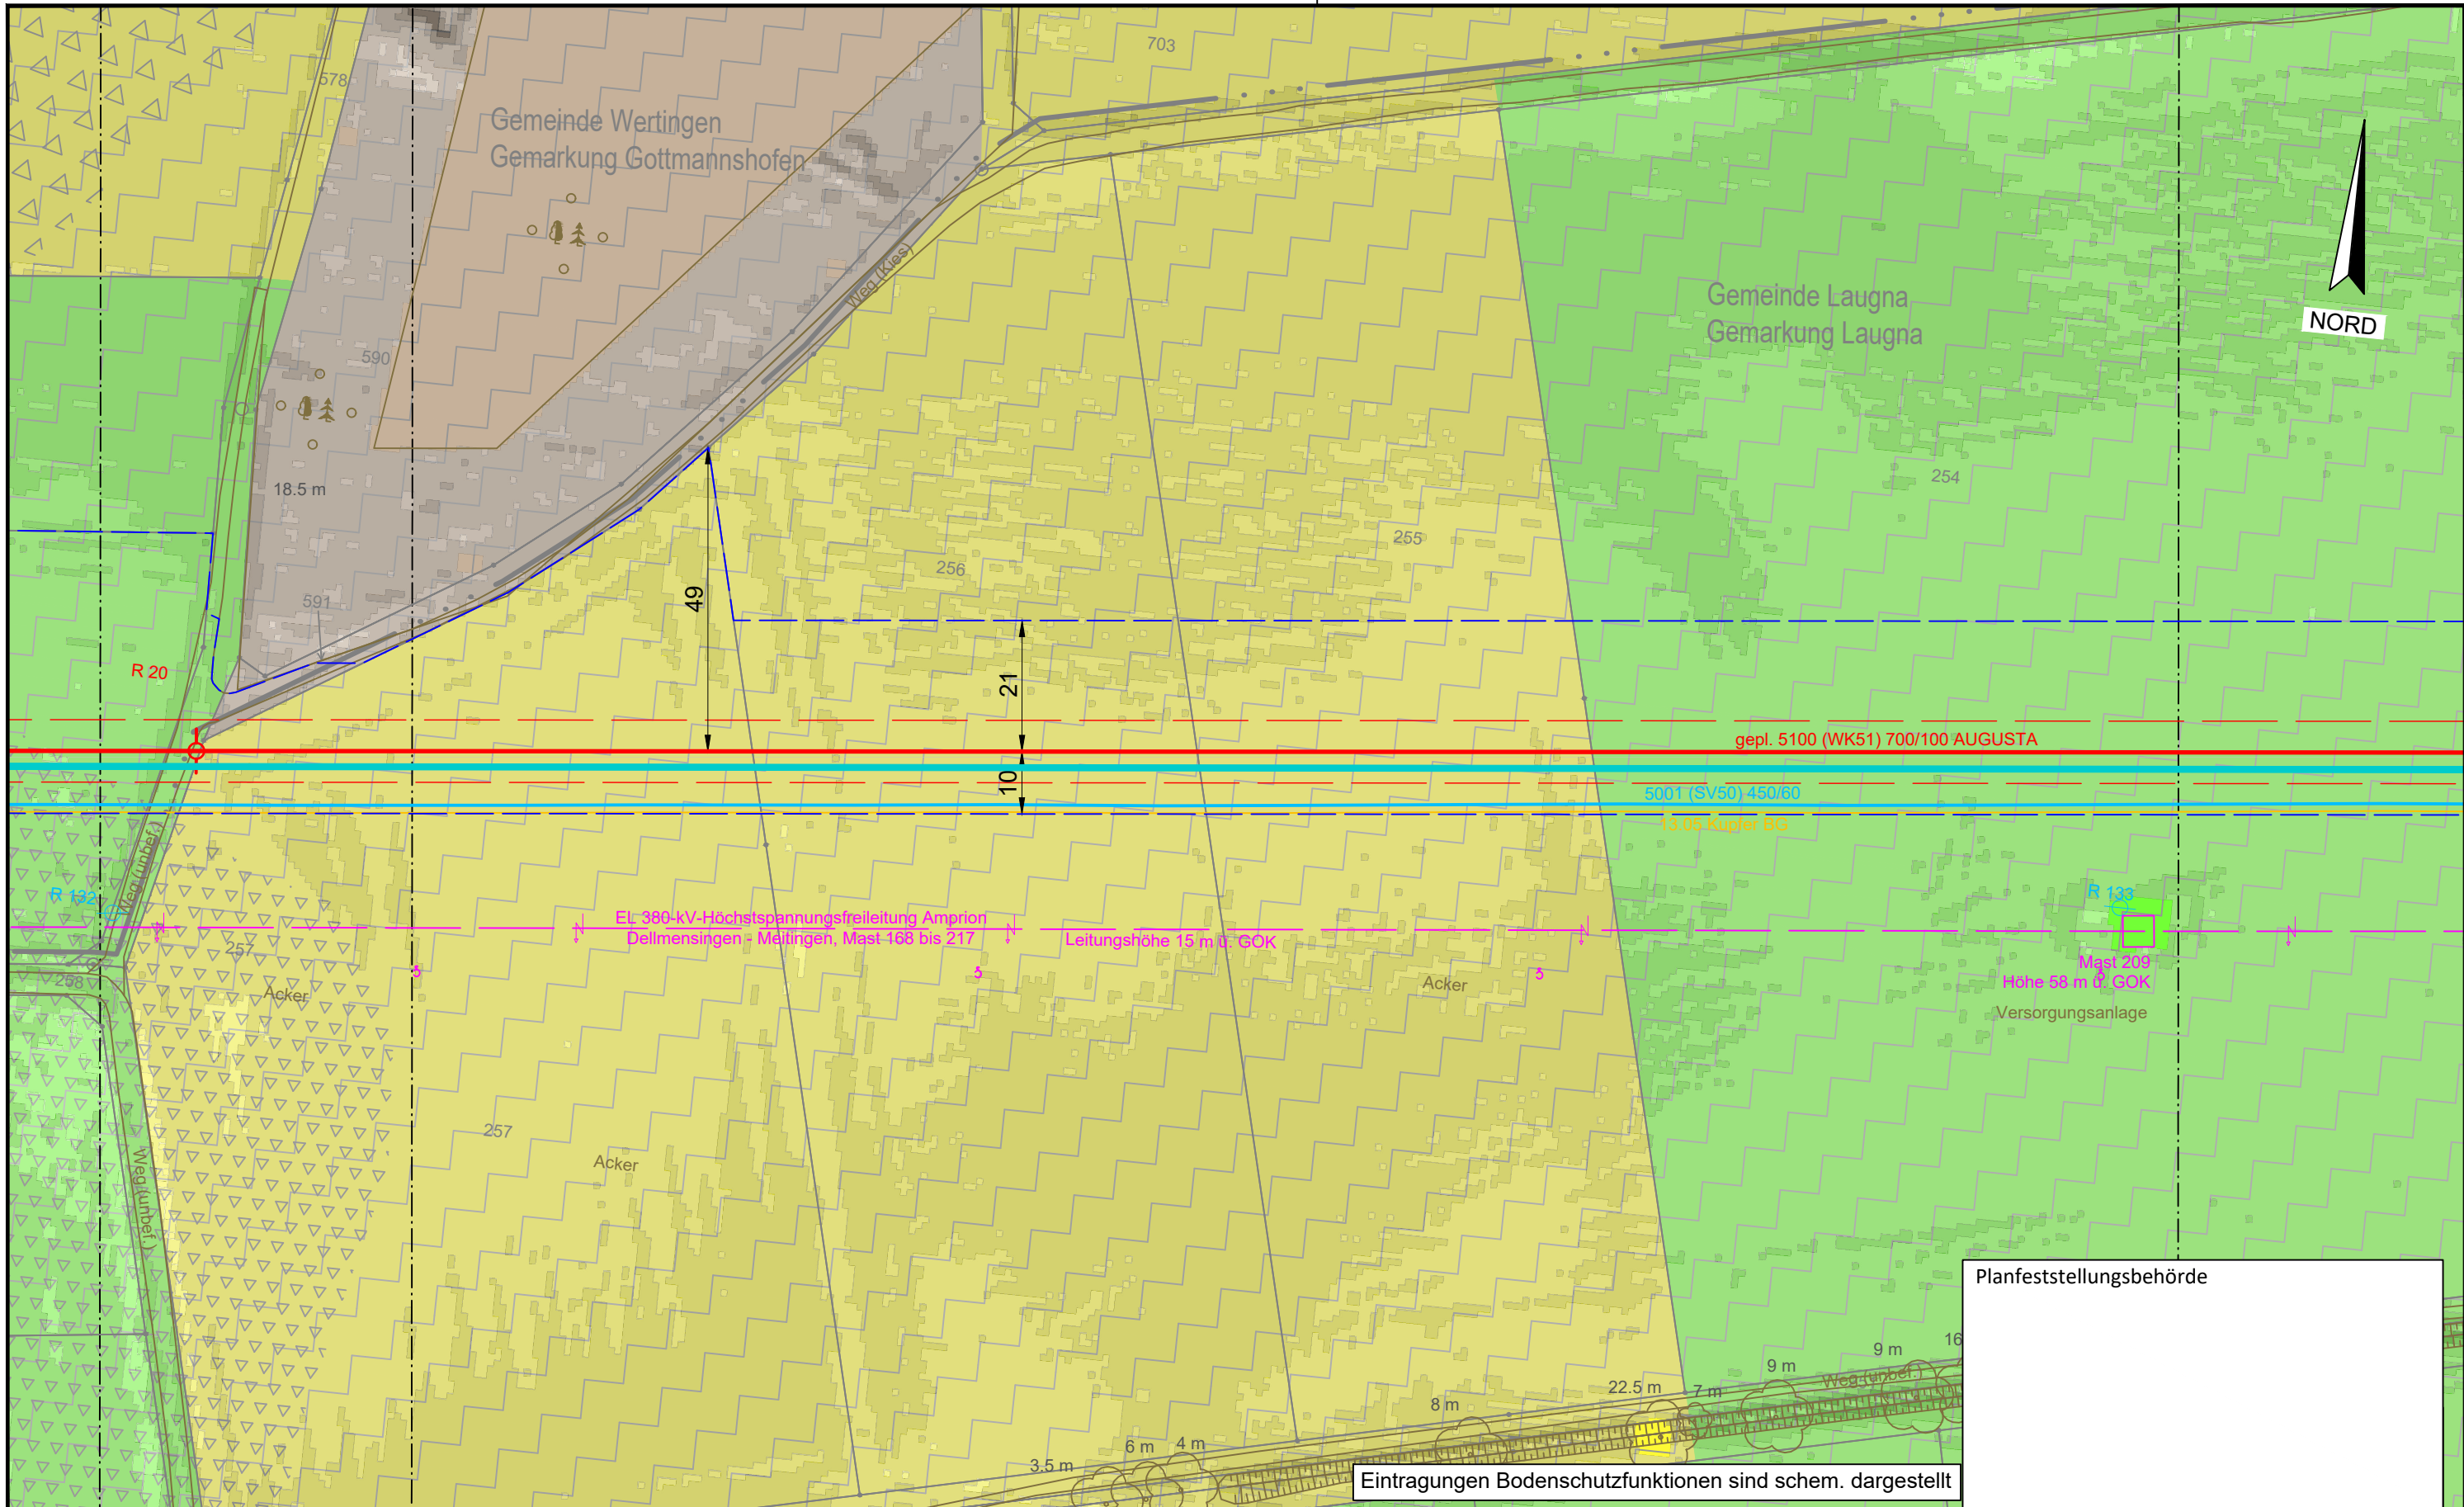 703
578
Gemeinde Wertingen
Gemarkung Gottmannshofen
Weg (Kies)
Gemeinde Laugna
Gemarkung Laugna
NORD
590
18.5 m
254
255
256
49
591
R 20
21
gepl. 5100 (WK51) 700/100 AUGUSTA
10
5001 (SV50) 450/60
13.05 Kupfer BG
Weg (unbef.)
R 132
R 133
EL 380-kV-Höchstspannungsfreileitung Amprion
Dellmensingen - Meitingen, Mast 168 bis 217
Leitungshöhe 15 m ü. GOK
257
258
Acker
Acker
Mast 209
Höhe 58 m ü. GOK
Versorgungsanlage
257
Acker
Weg (unbef.)
Planfeststellungsbehörde
16
9 m
9 m
Weg (unbef.)
22.5 m
7 m
8 m
6 m
4 m
3.5 m
Eintragungen Bodenschutzfunktionen sind schem. dargestellt